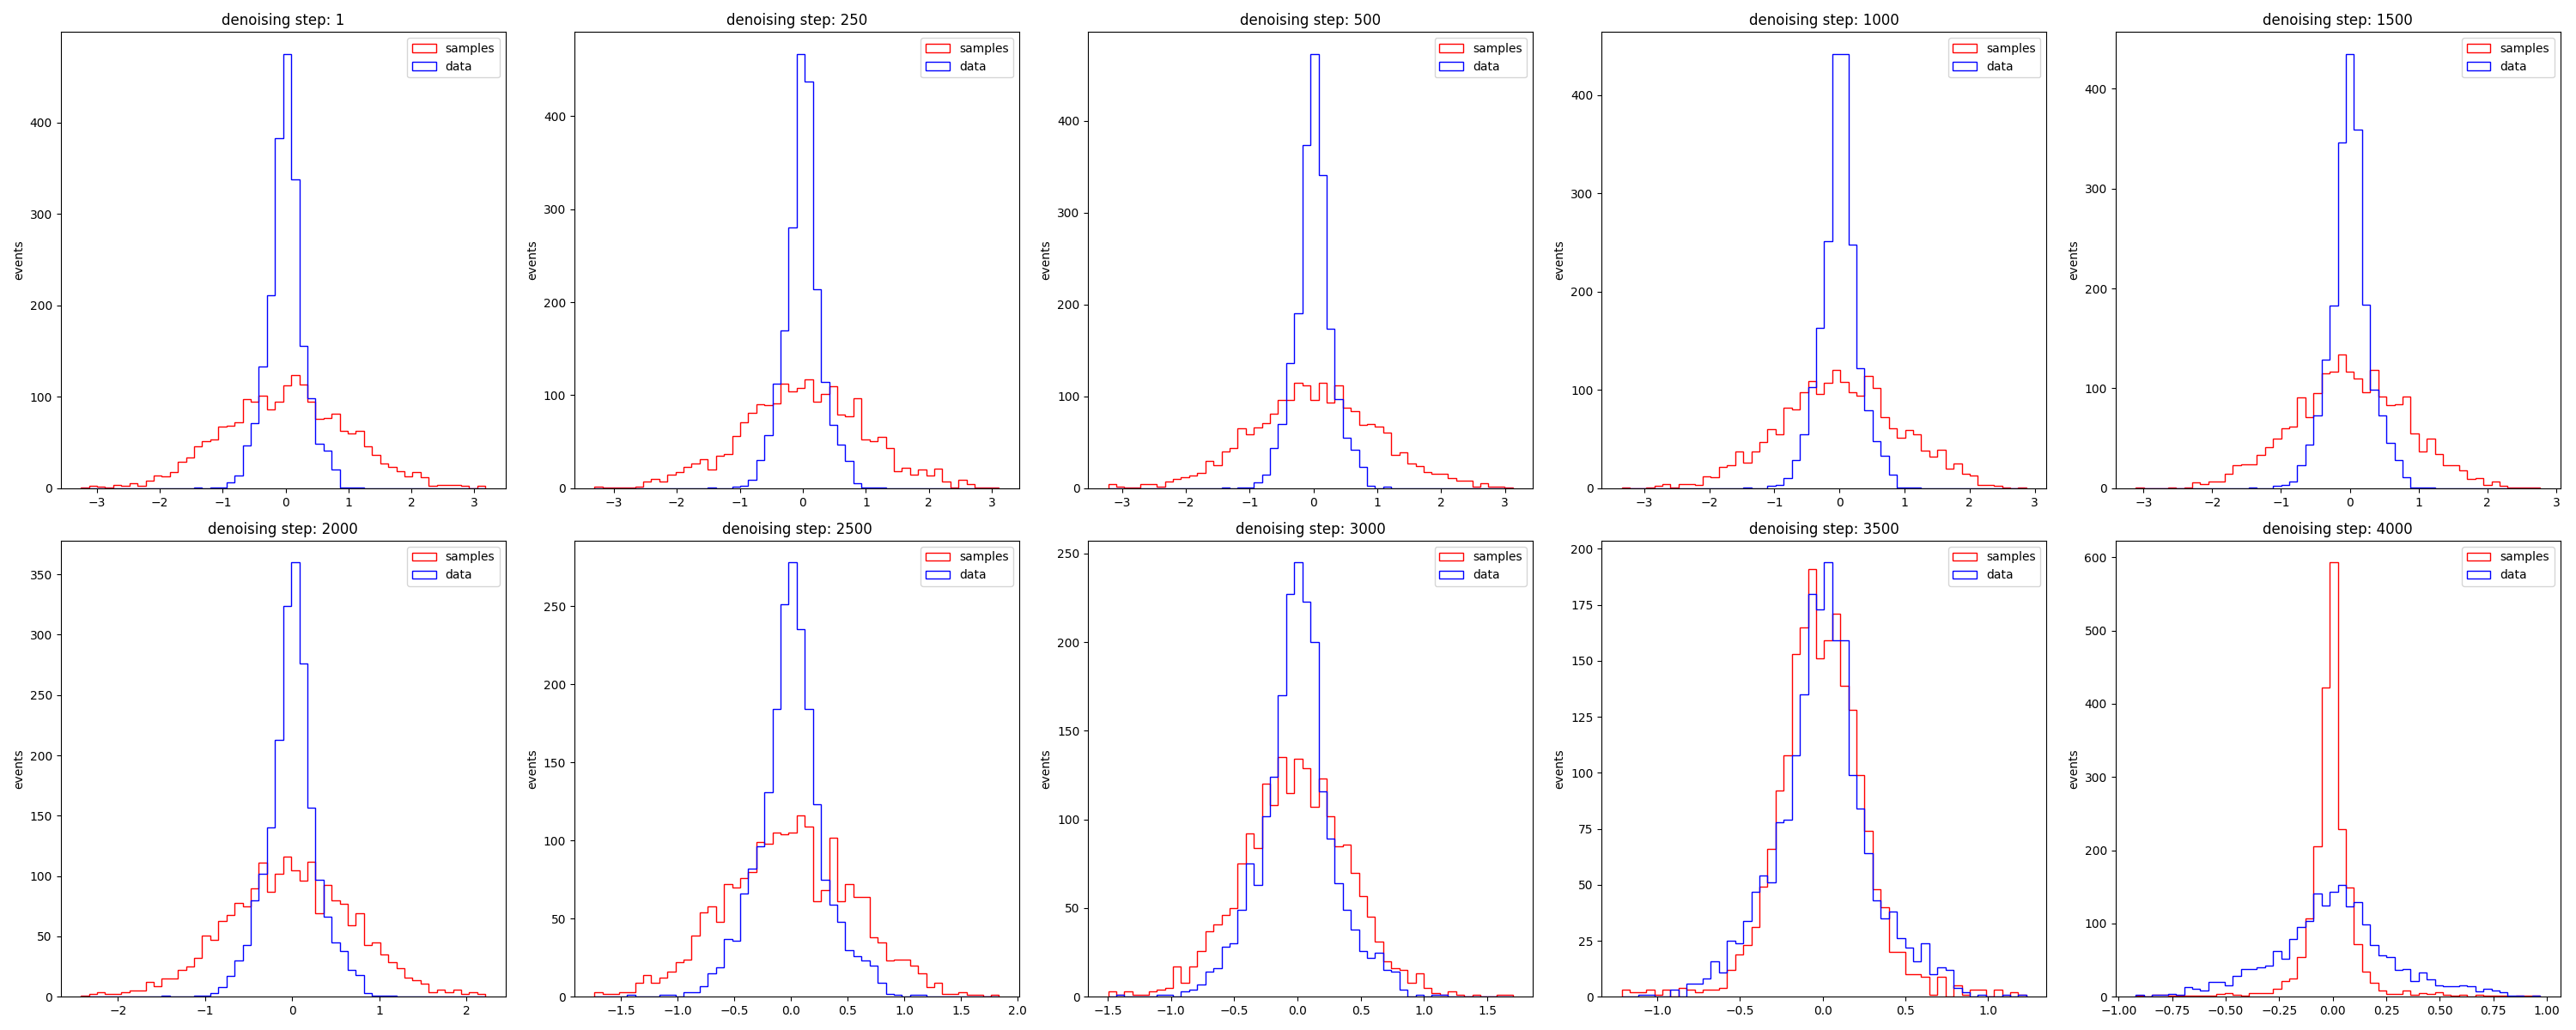 denoising step: 1
samples
data
events
400
300
200
100
0
−3 −2 −1 0 1 2 3
denoising step: 250
samples
data
events
400
300
200
100
0
−3 −2 −1 0 1 2 3
denoising step: 500
samples
data
events
400
300
200
100
0
−3 −2 −1 0 1 2 3
denoising step: 1000
samples
data
events
400
300
200
100
0
−3 −2 −1 0 1 2 3
denoising step: 1500
samples
data
events
400
300
200
100
0
−3 −2 −1 0 1 2 3
denoising step: 2000
samples
data
events
350
300
250
200
150
100
50
0
−2 −1 0 1 2
denoising step: 2500
samples
data
events
250
200
150
100
50
0
−1.5 −1.0 −0.5 0.0 0.5 1.0 1.5 2.0
denoising step: 3000
samples
data
events
250
200
150
100
50
0
−1.5 −1.0 −0.5 0.0 0.5 1.0 1.5
denoising step: 3500
samples
data
events
200
175
150
125
100
75
50
25
0
−1.0 −0.5 0.0 0.5 1.0
denoising step: 4000
samples
data
events
600
500
400
300
200
100
0
−1.00 −0.75 −0.50 −0.25 0.00 0.25 0.50 0.75 1.00